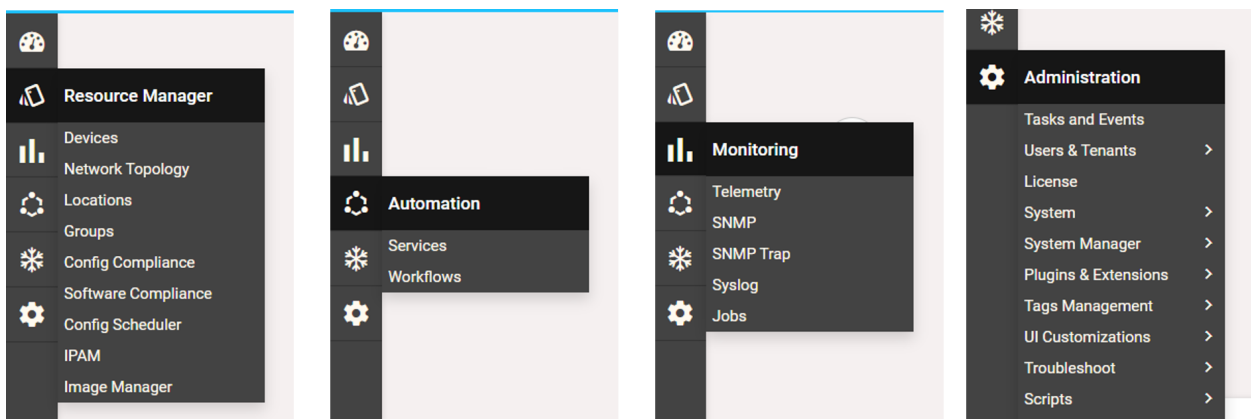 Resource Manager
Devices
Network Topology
Locations
Groups
Config Compliance
Software Compliance
Config Scheduler
IPAM
Image Manager
Automation
Services
Workflows
Monitoring
Telemetry
SNMP
SNMP Trap
Syslog
Jobs
Administration
Tasks and Events
Users & Tenants
License
System
System Manager
Plugins & Extensions
Tags Management
UI Customizations
Troubleshoot
Scripts